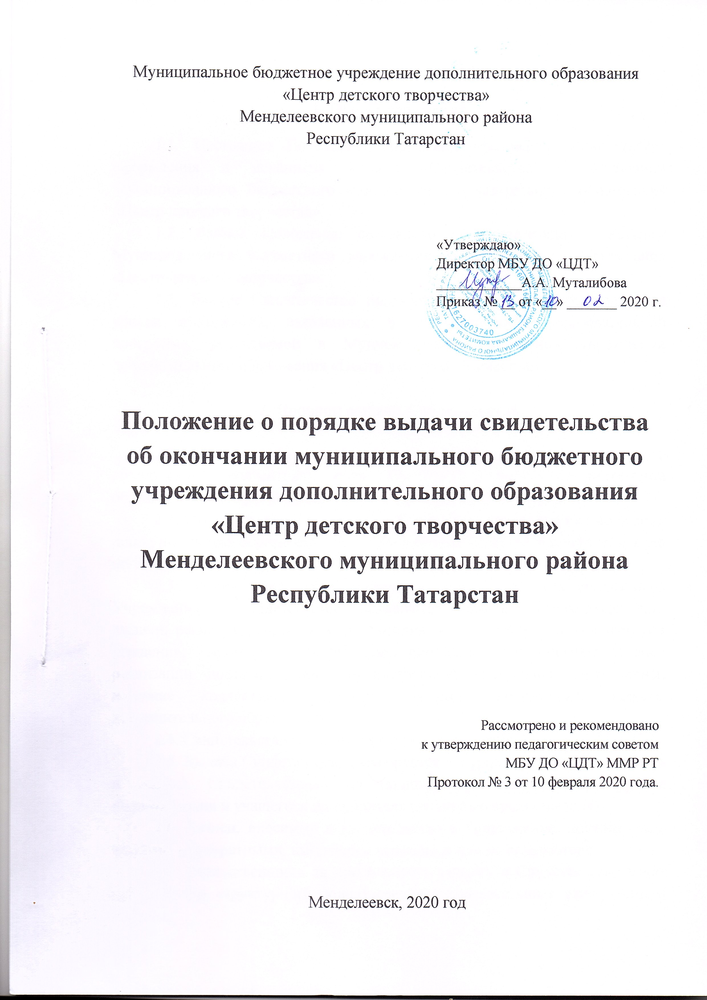 Муниципальное бюджетное учреждение дополнительного образования
«Центр детского творчества»
Менделеевского муниципального района
Республики Татарстан
«Утверждаю»
Директор МБУ ДО «ЦДТ»
____________А.А. Муталибова
Приказ № 13 от «10» 02 2020 г.
1627003740
Положение о порядке выдачи свидетельства
об окончании муниципального бюджетного
учреждения дополнительного образования
«Центр детского творчества»
Менделеевского муниципального района
Республики Татарстан
Рассмотрено и рекомендовано
к утверждению педагогическим советом
МБУ ДО «ЦДТ» ММР РТ
Протокол № 3 от 10 февраля 2020 года.
Менделеевск, 2020 год